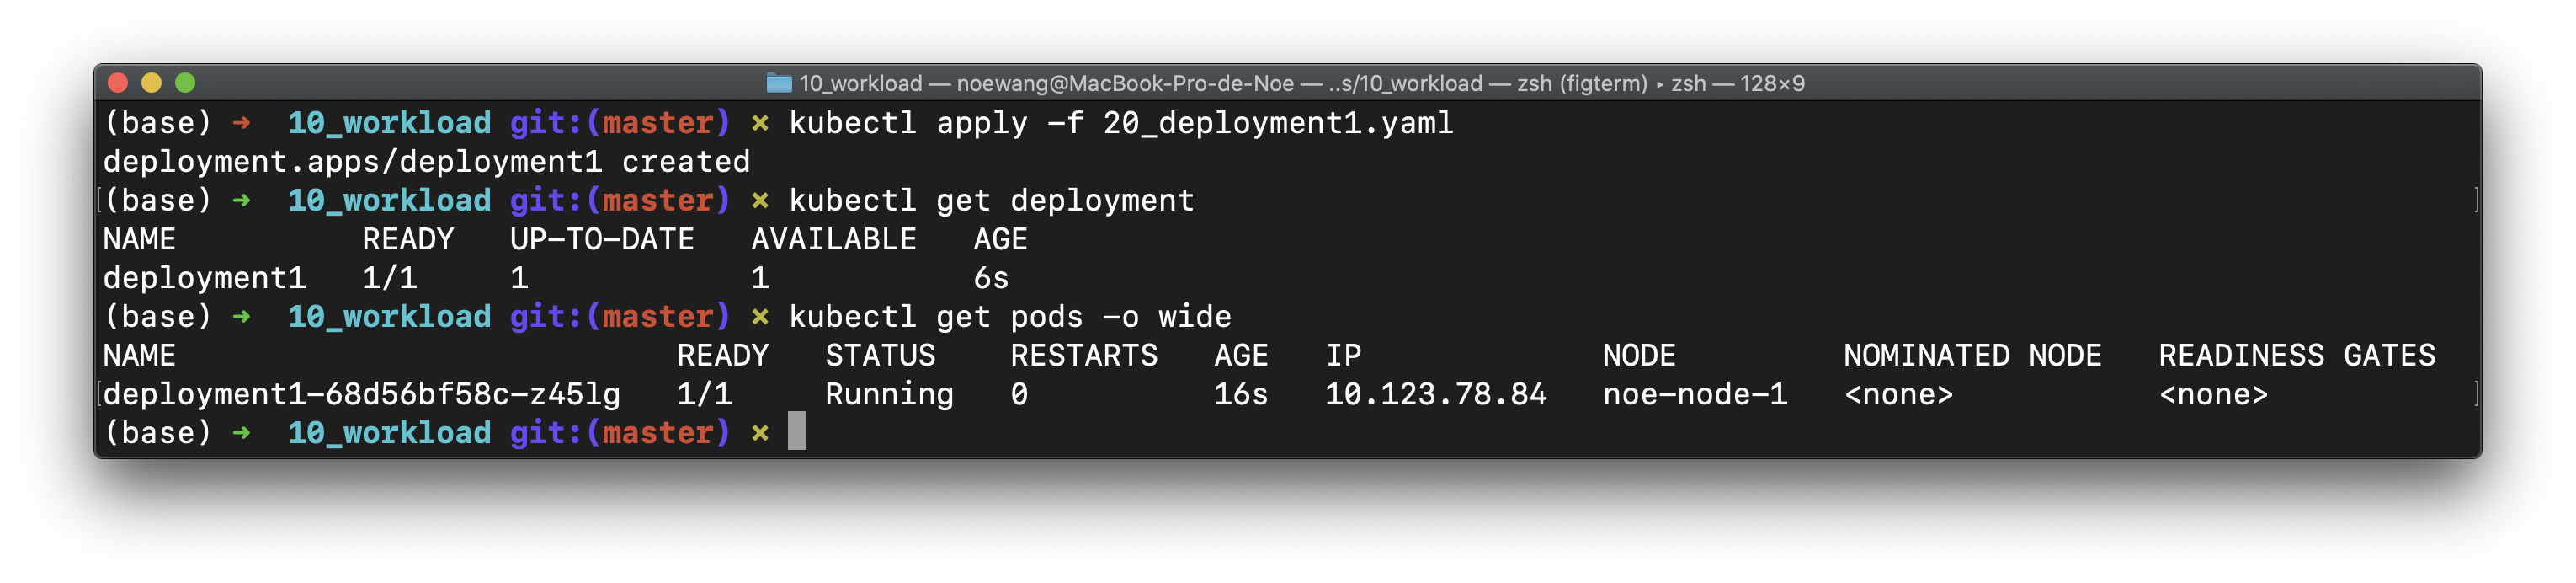 10_workload — noewang@MacBook-Pro-de-Noe — ..s/10_workload — zsh (figterm) ▸ zsh — 128×9
(base) ➜  10_workload git:(master) ✗ kubectl apply -f 20_deployment1.yaml
deployment.apps/deployment1 created
(base) ➜  10_workload git:(master) ✗ kubectl get deployment
NAME          READY   UP-TO-DATE   AVAILABLE   AGE
deployment1   1/1     1            1           6s
(base) ➜  10_workload git:(master) ✗ kubectl get pods -o wide
NAME                           READY   STATUS    RESTARTS   AGE   IP             NODE         NOMINATED NODE   READINESS GATES
deployment1-68d56bf58c-z45lg   1/1     Running   0          16s   10.123.78.84   noe-node-1   <none>           <none>
(base) ➜  10_workload git:(master) ✗